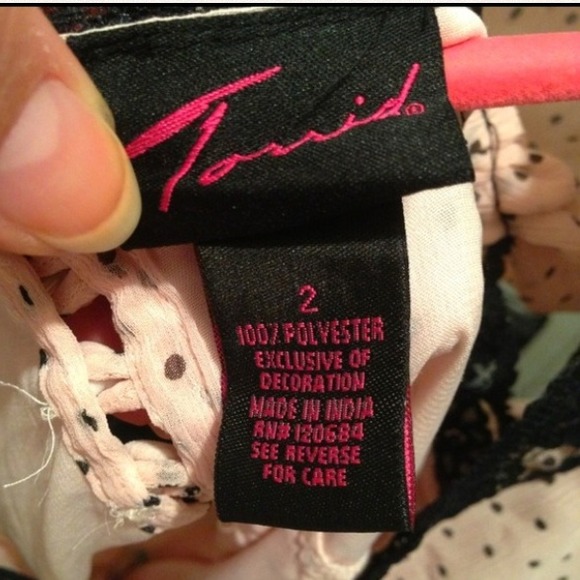 Torrid®
2
100% POLYESTER
EXCLUSIVE OF
DECORATION
MADE IN INDIA
RN# 120684
SEE REVERSE
FOR CARE